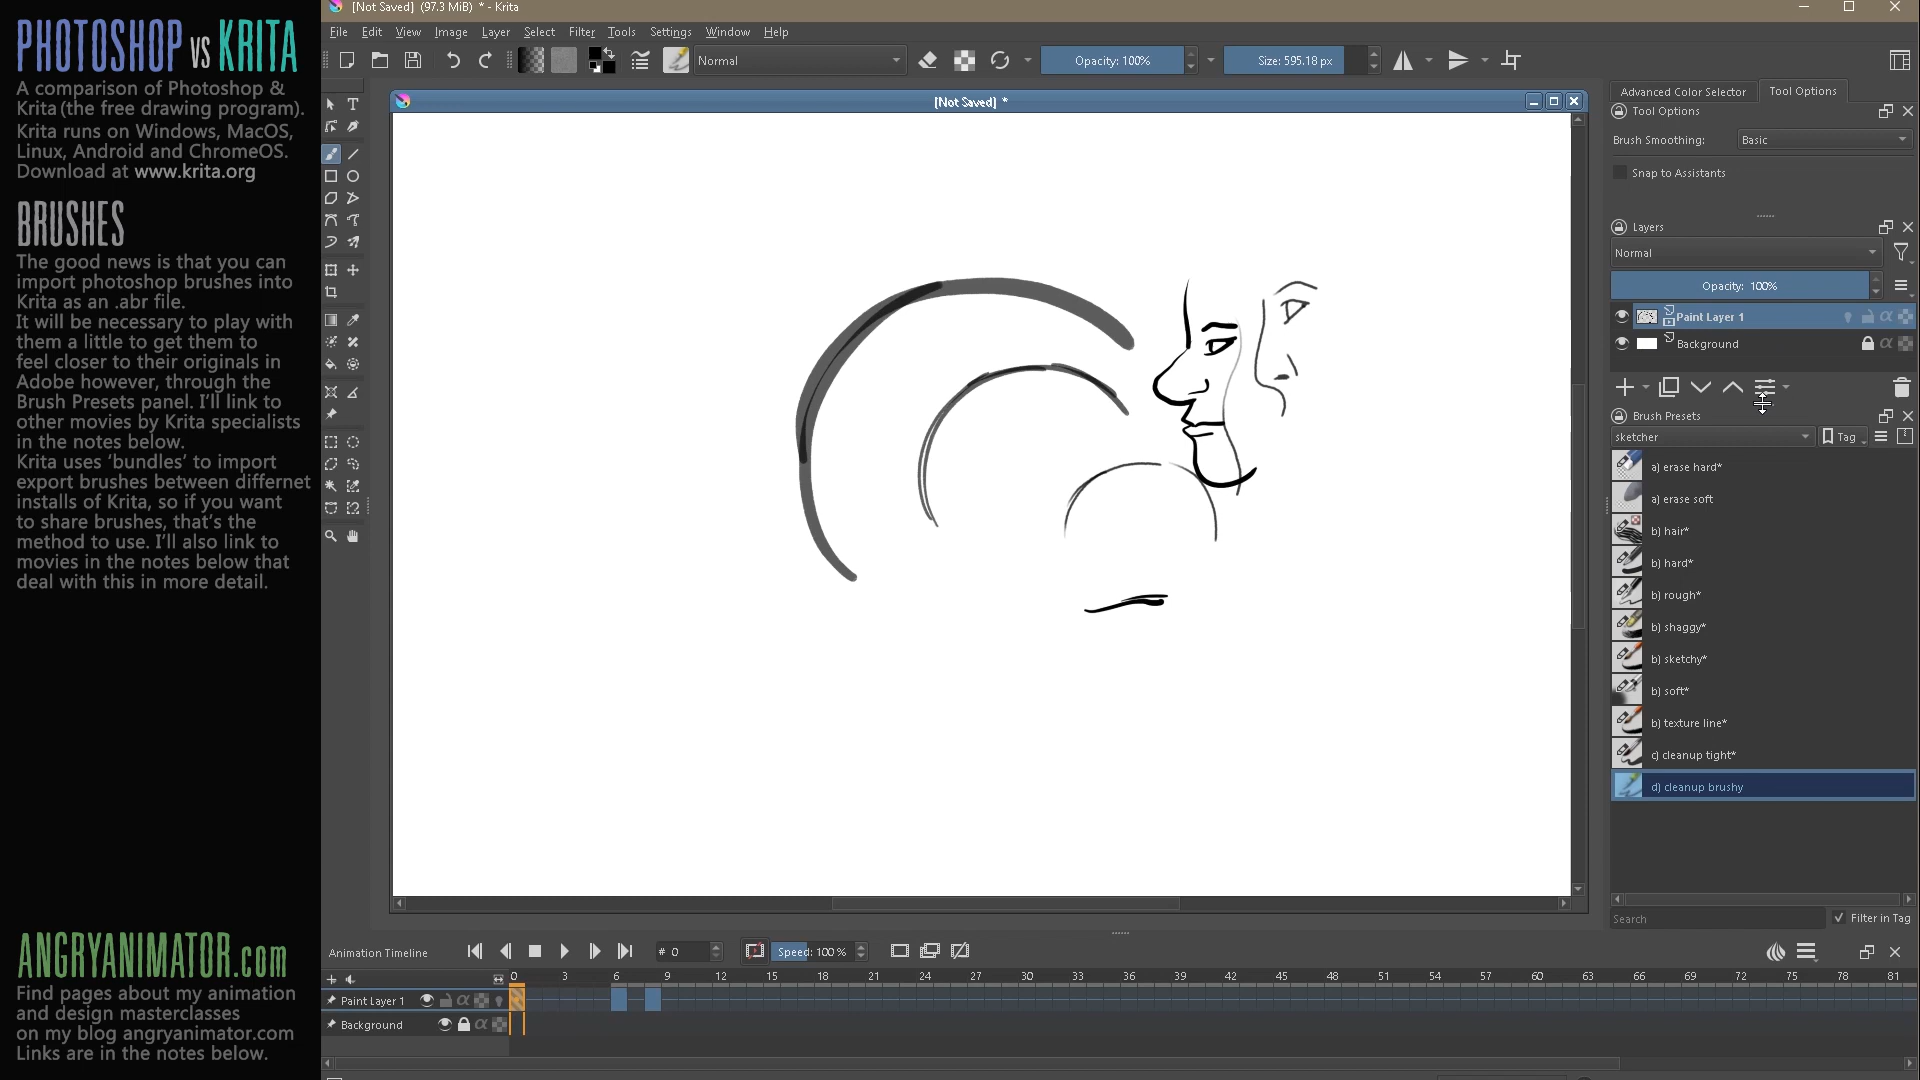 PHOTOSHOP VS KRITA
A comparison of Photoshop &
Krita (the free drawing program).
Krita runs on Windows, MacOS,
Linux, Android and ChromeOS.
Download at www.krita.org
BRUSHES
The good news is that you can
import photoshop brushes into
Krita as an .abr file.
It will be necessary to play with
them a little to get them to
feel closer to their originals in
Adobe however, through the
Brush Presets panel. I'll link to
other movies by Krita specialists
in the notes below.
Krita uses 'bundles' to import
export brushes between differnet
installs of Krita, so if you want
to share brushes, that's the
method to use. I'll also link to
movies in the notes below that
deal with this in more detail.
ANGRYANIMATOR.com
Find pages about my animation
and design masterclasses
on my blog angryanimator.com
Links are in the notes below.
[Not Saved] (97.3 MiB) * - Krita
File Edit View Image Layer Select Filter Tools Settings Window Help
Normal
Opacity: 100%
Size: 595.18 px
[Not Saved] *
Advanced Color Selector
Tool Options
Tool Options
Brush Smoothing: Basic
Snap to Assistants
Layers
Normal
Opacity: 100%
Paint Layer 1
Background
Brush Presets
sketcher
Tag
a) erase hard*
a) erase soft
b) hair*
b) hard*
b) rough*
b) shaggy*
b) sketchy*
b) soft*
b) texture line*
c) cleanup tight*
d) cleanup brushy
Search
Filter in Tag
Animation Timeline
# 0
Speed: 100 %
0 3 6 9 12 15 18 21 24 27 30 33 36 39 42 45 48 51 54 57 60 63 66 69 72 75 78 81
Paint Layer 1
Background